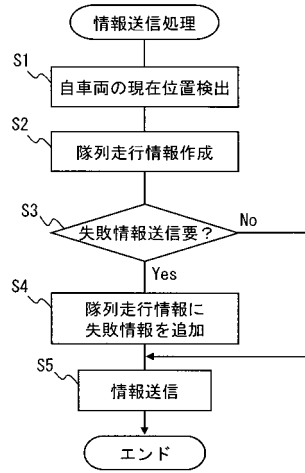 情報送信処理
S1
自車両の現在位置検出
S2
隊列走行情報作成
S3
失敗情報送信要?
No
Yes
S4
隊列走行情報に
失敗情報を追加
S5
情報送信
エンド